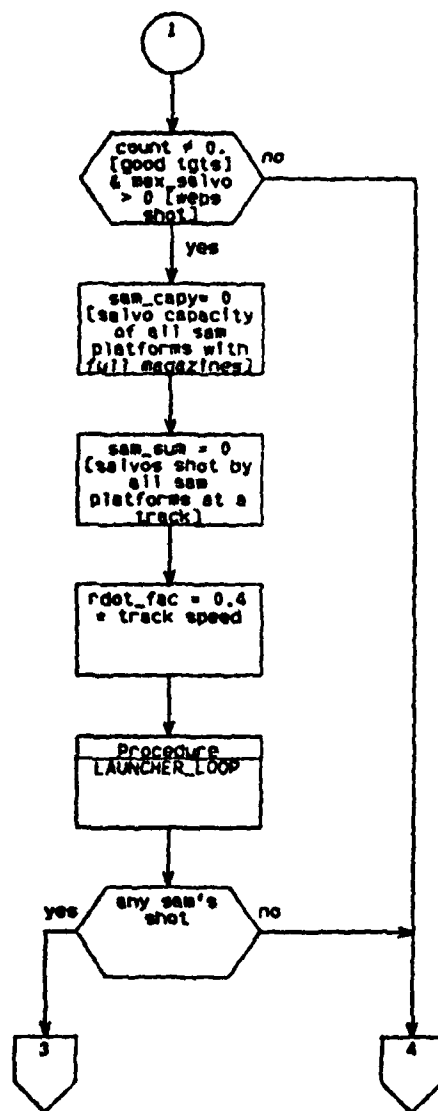 1
count ≠ 0.
[good tgts]
& max_salvo
> 0 [weps
shot]
no
yes
sam_capy= 0
[salvo capacity
of all sam
platforms with
full magazines]
sam_sum = 0
[salvos shot by
all sam
platforms at a
track]
rdot_fac = 0.4
* track speed
Procedure
LAUNCHER_LOOP
any sam's
shot
yes
no
3
4